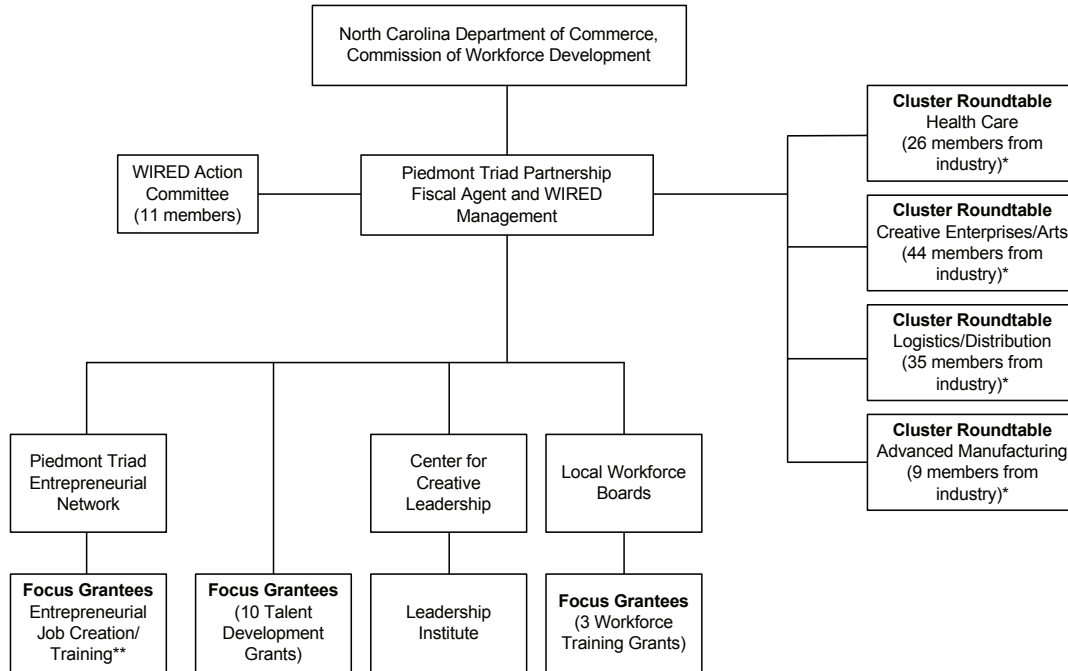 North Carolina Department of Commerce,
Commission of Workforce Development
WIRED Action
Committee
(11 members)
Piedmont Triad Partnership
Fiscal Agent and WIRED
Management
Cluster Roundtable
Health Care
(26 members from
industry)*
Cluster Roundtable
Creative Enterprises/Arts
(44 members from
industry)*
Cluster Roundtable
Logistics/Distribution
(35 members from
industry)*
Cluster Roundtable
Advanced Manufacturing
(9 members from
industry)*
Piedmont Triad
Entrepreneurial
Network
Center for
Creative
Leadership
Local Workforce
Boards
Focus Grantees
Entrepreneurial
Job Creation/
Training**
Focus Grantees
(10 Talent
Development
Grants)
Leadership
Institute
Focus Grantees
(3 Workforce
Training Grants)